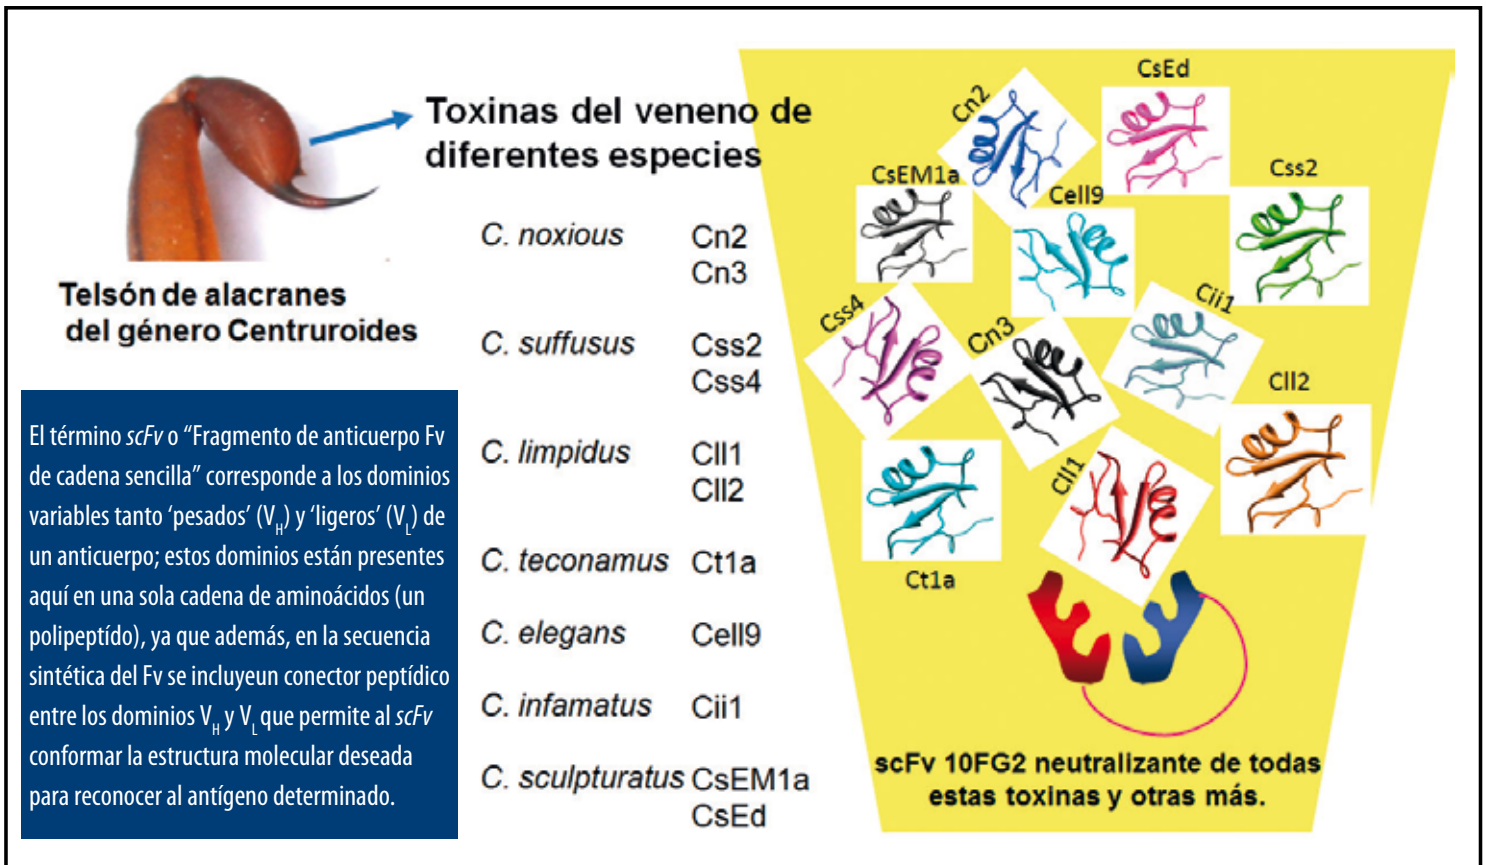 Toxinas del veneno de
diferentes especies
Telsón de alacranes
del género Centruroides
El término scFv o “Fragmento de anticuerpo Fv
de cadena sencilla” corresponde a los dominios
variables tanto ‘pesados’ (VH) y ‘ligeros’ (VL) de
un anticuerpo; estos dominios están presentes
aquí en una sola cadena de aminoácidos (un
polipeptído), ya que además, en la secuencia
sintética del Fv se incluyeun conector peptídico
entre los dominios VH y VL que permite al scFv
conformar la estructura molecular deseada
para reconocer al antígeno determinado.
C. noxious Cn2
Cn3
C. suffusus Css2
Css4
C. limpidus Cll1
Cll2
C. teconamus Ct1a
C. elegans Cell9
C. infamatus Cii1
C. sculpturatus CsEM1a
CsEd
CsEd
Cn2
CsEM1a
Cell9
Css2
Css4
Cn3
Cii1
Cll2
Cll1
Ct1a
scFv 10FG2 neutralizante de todas
estas toxinas y otras más.